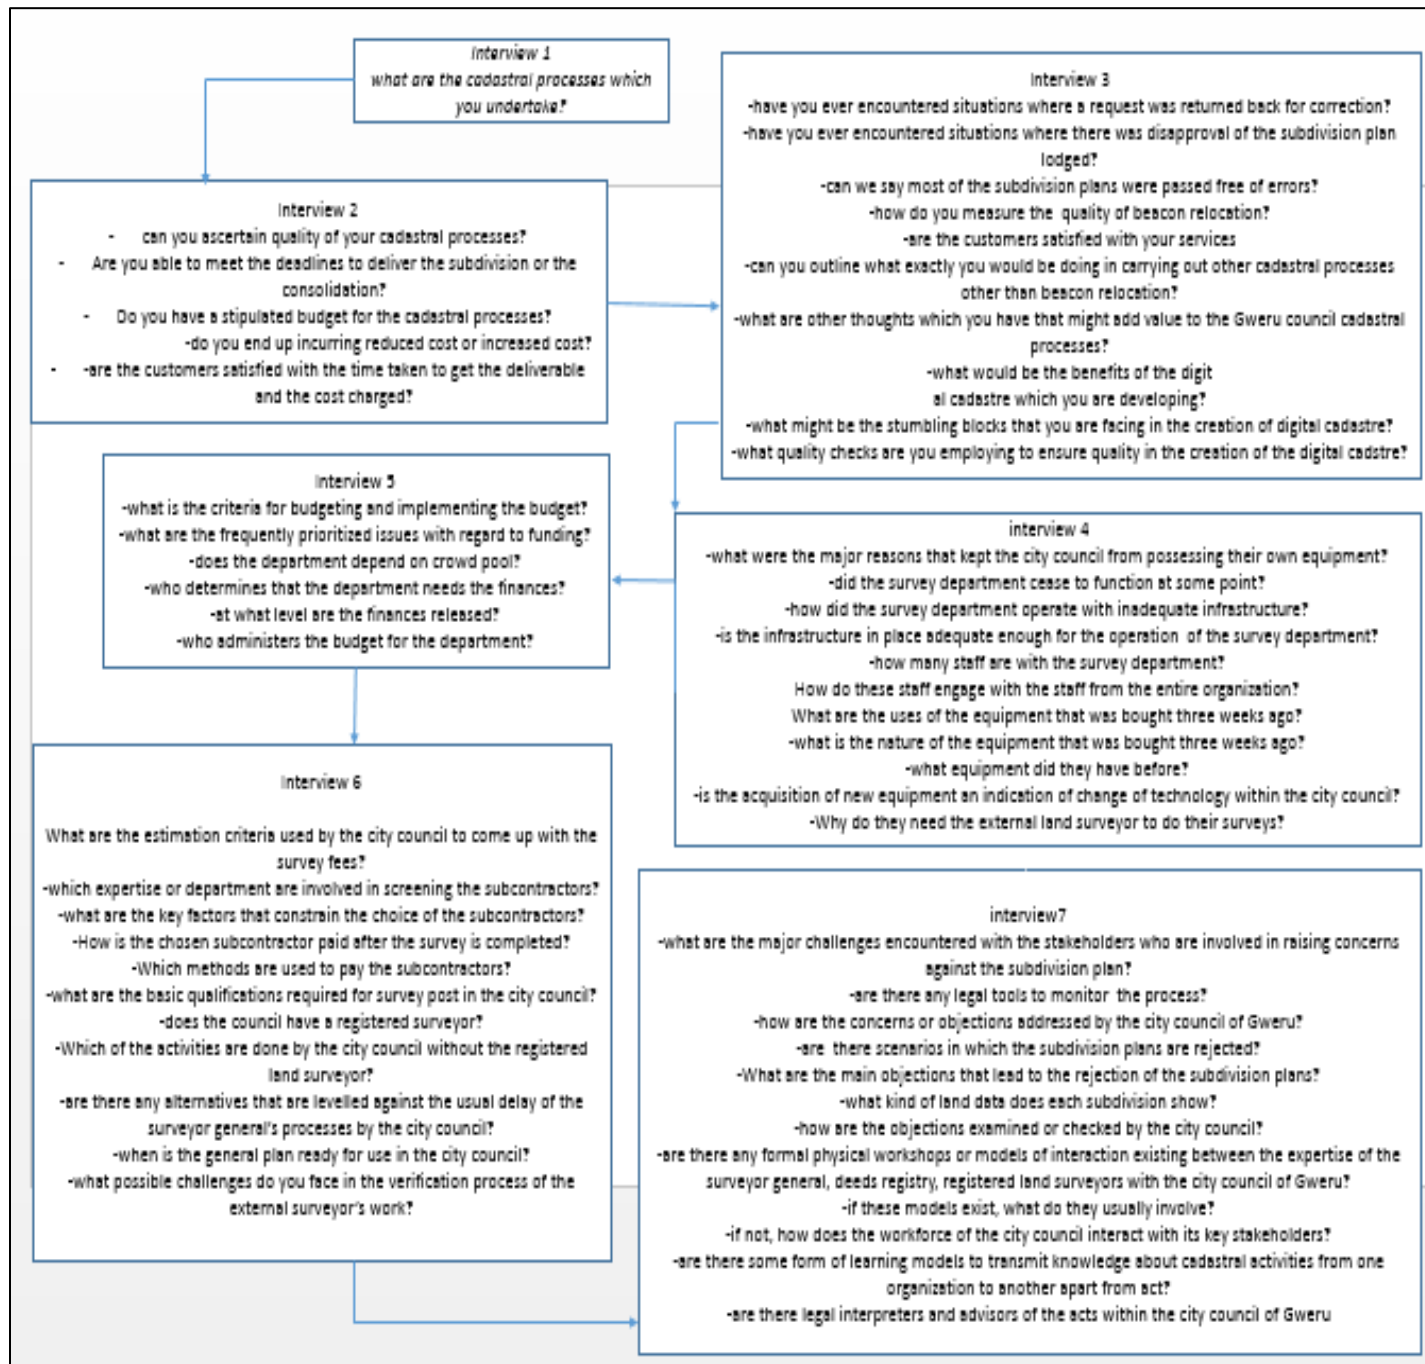 Interview 1
what are the cadastral processes which
you undertake?
Interview 2
- can you ascertain quality of your cadastral processes?
- Are you able to meet the deadlines to deliver the subdivision or the
consolidation?
- Do you have a stipulated budget for the cadastral processes?
-do you end up incurring reduced cost or increased cost?
- -are the customers satisfied with the time taken to get the deliverable
and the cost charged?
Interview 3
-have you ever encountered situations where a request was returned back for correction?
-have you ever encountered situations where there was disapproval of the subdivision plan
lodged?
-can we say most of the subdivision plans were passed free of errors?
-how do you measure the quality of beacon relocation?
-are the customers satisfied with your services
-can you outline what exactly you would be doing in carrying out other cadastral processes
other than beacon relocation?
-what are other thoughts which you have that might add value to the Gweru council cadastral
processes?
-what would be the benefits of the digit
al cadastre which you are developing?
-what might be the stumbling blocks that you are facing in the creation of digital cadastre?
-what quality checks are you employing to ensure quality in the creation of the digital cadstre?
interview 4
-what were the major reasons that kept the city council from possessing their own equipment?
-did the survey department cease to function at some point?
-how did the survey department operate with inadequate infrastructure?
-is the infrastructure in place adequate enough for the operation of the survey department?
-how many staff are with the survey department?
How do these staff engage with the staff from the entire organization?
What are the uses of the equipment that was bought three weeks ago?
-what is the nature of the equipment that was bought three weeks ago?
-what equipment did they have before?
-is the acquisition of new equipment an indication of change of technology within the city council?
-Why do they need the external land surveyor to do their surveys?
Interview 5
-what is the criteria for budgeting and implementing the budget?
-what are the frequently prioritized issues with regard to funding?
-does the department depend on crowd pool?
-who determines that the department needs the finances?
-at what level are the finances released?
-who administers the budget for the department?
Interview 6
What are the estimation criteria used by the city council to come up with the
survey fees?
-which expertise or department are involved in screening the subcontractors?
-what are the key factors that constrain the choice of the subcontractors?
-How is the chosen subcontractor paid after the survey is completed?
-Which methods are used to pay the subcontractors?
-what are the basic qualifications required for survey post in the city council?
-does the council have a registered surveyor?
-Which of the activities are done by the city council without the registered
land surveyor?
-are there any alternatives that are levelled against the usual delay of the
surveyor general's processes by the city council?
-when is the general plan ready for use in the city council?
-what possible challenges do you face in the verification process of the
external surveyor's work?
interview7
-what are the major challenges encountered with the stakeholders who are involved in raising concerns
against the subdivision plan?
-are there any legal tools to monitor the process?
-how are the concerns or objections addressed by the city council of Gweru?
-are there scenarios in which the subdivision plans are rejected?
-What are the main objections that lead to the rejection of the subdivision plans?
-what kind of land data does each subdivision show?
-how are the objections examined or checked by the city council?
-are there any formal physical workshops or models of interaction existing between the expertise of the
surveyor general, deeds registry, registered land surveyors with the city council of Gweru?
-if these models exist, what do they usually involve?
-if not, how does the workforce of the city council interact with its key stakeholders?
-are there some form of learning models to transmit knowledge about cadastral activities from one
organization to another apart from act?
-are there legal interpreters and advisors of the acts within the city council of Gweru